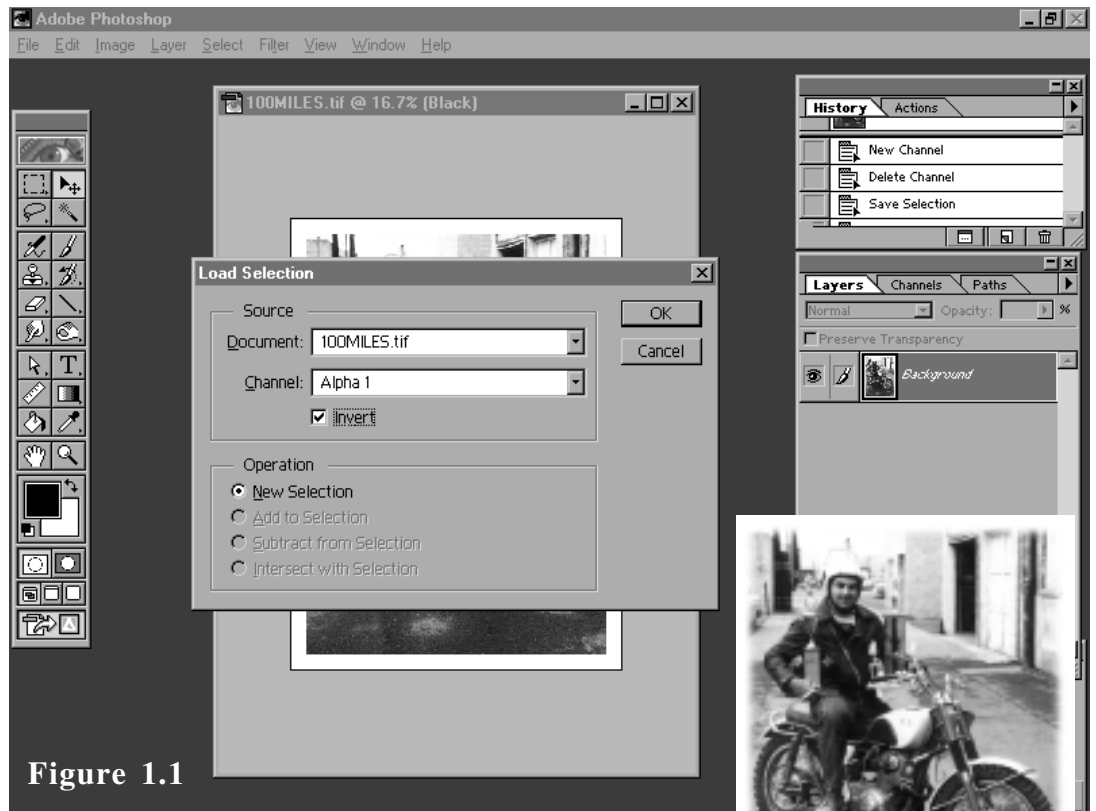 Adobe Photoshop
File Edit Image Layer Select Filter View Window Help
100MILES.tif @ 16.7% (Black)
History Actions
New Channel
Delete Channel
Save Selection
Load Selection
Source
Document: 100MILES.tif
Channel: Alpha 1
Invert
OK
Cancel
Operation
New Selection
Add to Selection
Subtract from Selection
Intersect with Selection
Layers Channels Paths
Normal Opacity: %
Preserve Transparency
Background
T
Figure 1.1